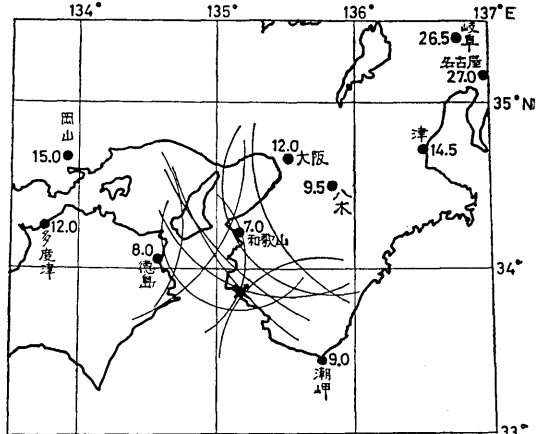 135°
136°
137°E
26.5 岐阜
名古屋
27.0
35°N
岡山
15.0
12.0 大阪
津
14.5
9.5 八木
12.0
多度津
7.0
和歌山
8.0
徳島
34°
9.0
潮岬
33°